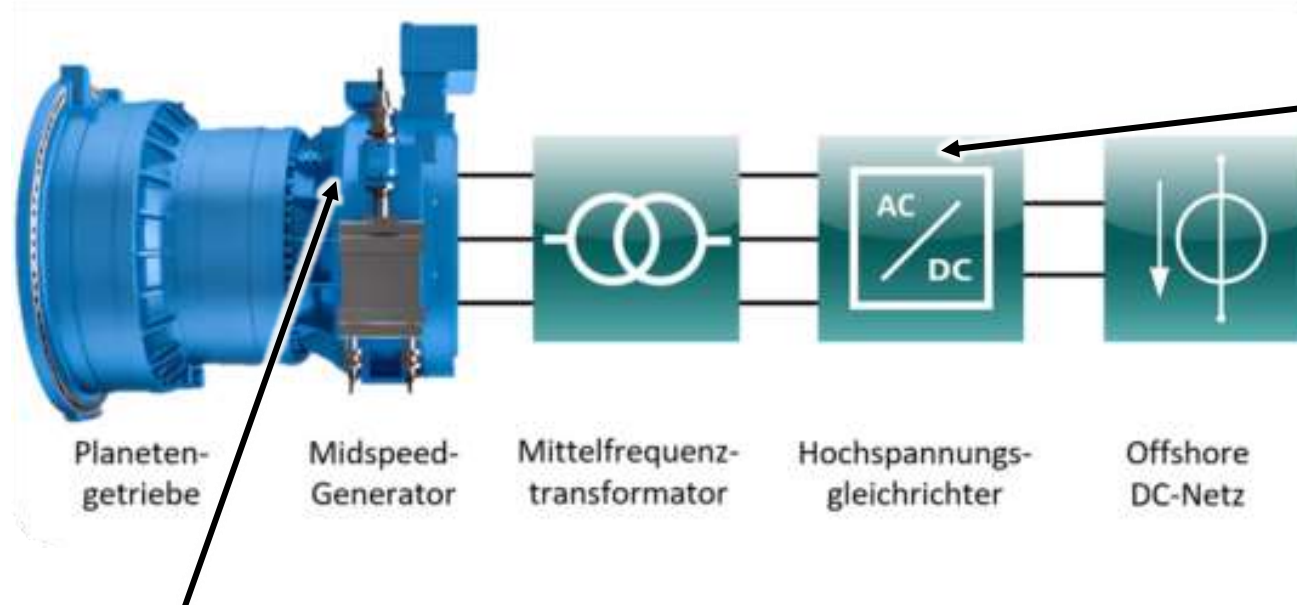 AC
DC
Planeten-
getriebe
Midspeed-
Generator
Mittelfrequenz-
transformator
Hochspannungs-
gleichrichter
Offshore
DC-Netz